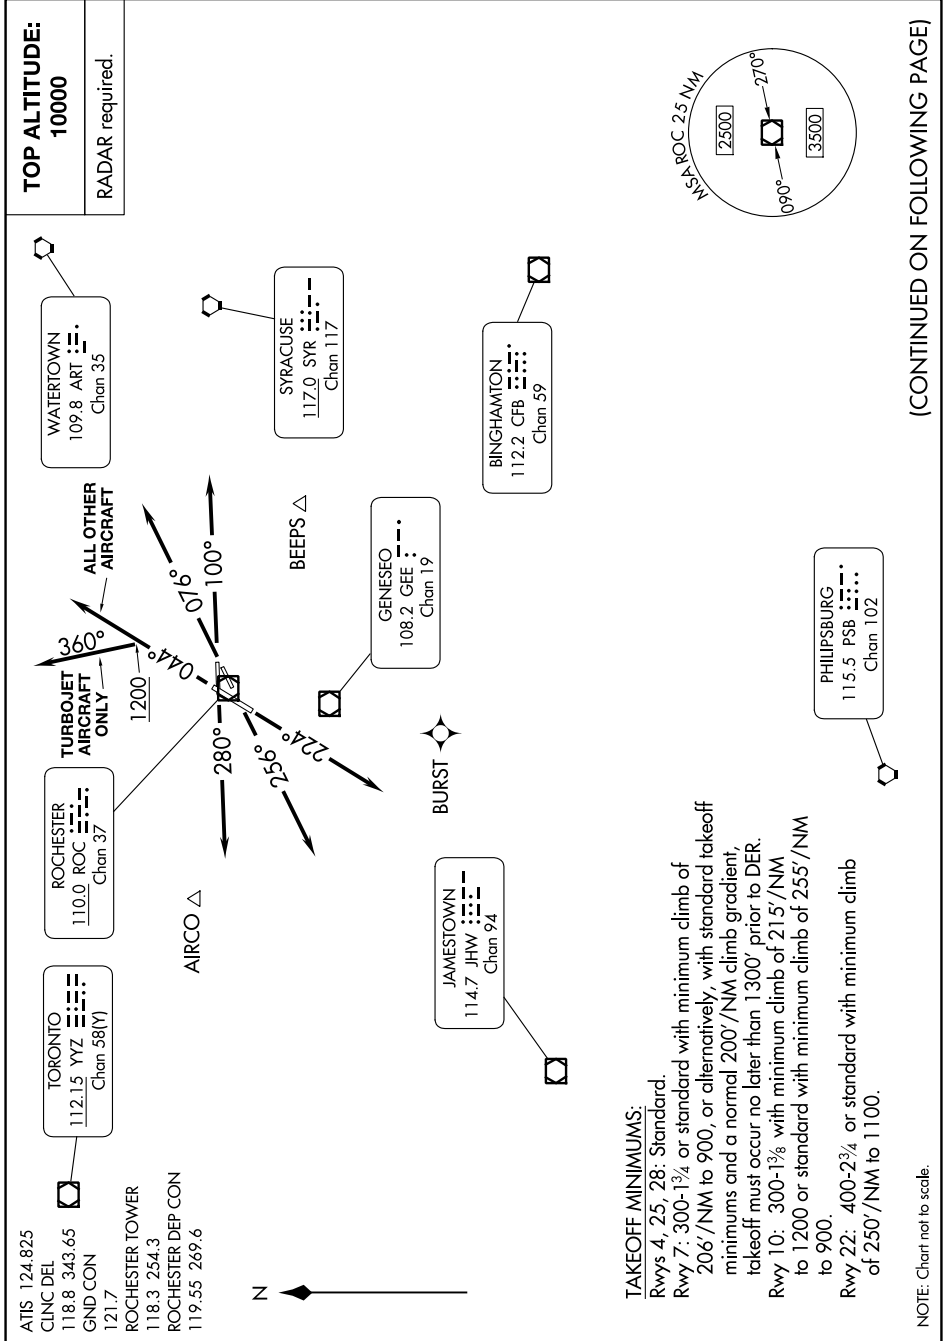 TOP ALTITUDE:
10000
RADAR required.
ATIS 124.825
CLNC DEL
118.8 343.65
GND CON
121.7
ROCHESTER TOWER
118.3 254.3
ROCHESTER DEP CON
119.55 269.6
TORONTO
112.15 YYZ
Chan 58(Y)
ROCHESTER
110.0 ROC
Chan 37
WATERTOWN
109.8 ART
Chan 35
TURBOJET
AIRCRAFT
ONLY
360°
1200
ALL OTHER
AIRCRAFT
044°
076°
100°
280°
256°
224°
AIRCO
SYRACUSE
117.0 SYR
Chan 117
BEEPS
GENESEO
108.2 GEE
Chan 19
BURST
BINGHAMTON
112.2 CFB
Chan 59
JAMESTOWN
114.7 JHW
Chan 94
PHILIPSBURG
115.5 PSB
Chan 102
MSA ROC 25 NM
2500
270°
090°
3500
N
TAKEOFF MINIMUMS:
Rwys 4, 25, 28: Standard.
Rwy 7: 300-1¾ or standard with minimum climb of
206'/NM to 900, or alternatively, with standard takeoff
minimums and a normal 200'/NM climb gradient,
takeoff must occur no later than 1300' prior to DER.
Rwy 10: 300-1⅜ with minimum climb of 215'/NM
to 1200 or standard with minimum climb of 255'/NM
to 900.
Rwy 22: 400-2¾ or standard with minimum climb
of 250'/NM to 1100.
NOTE: Chart not to scale.
(CONTINUED ON FOLLOWING PAGE)